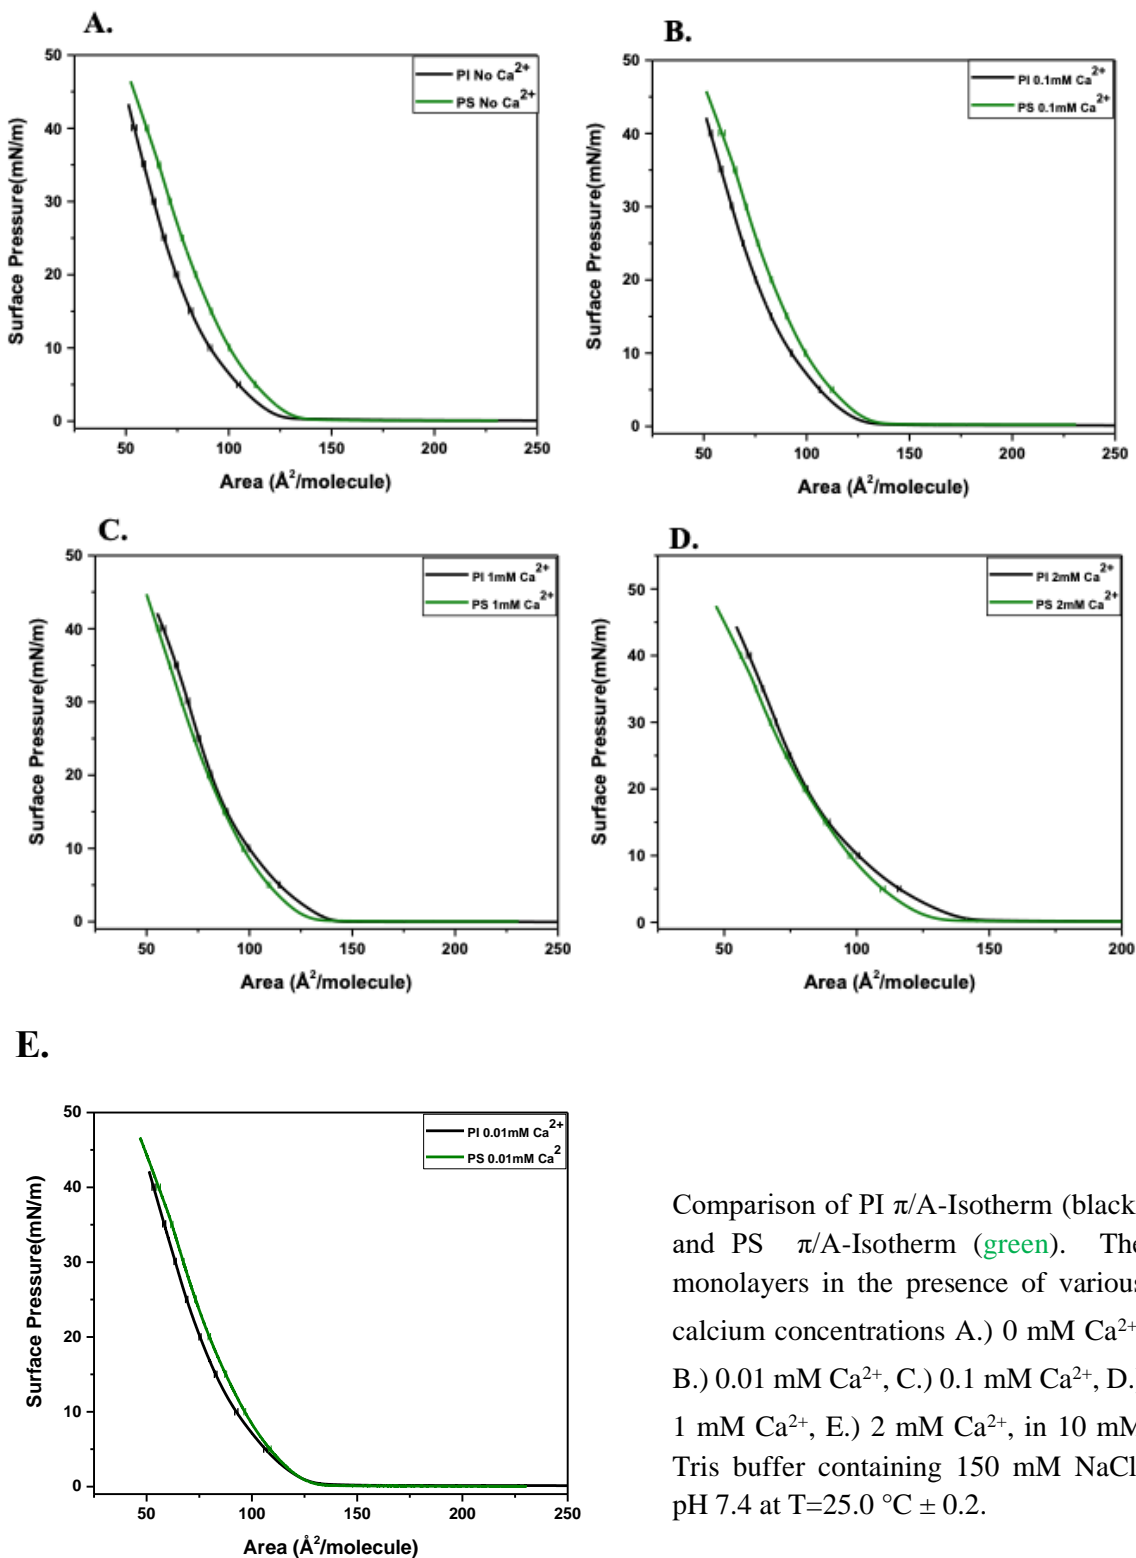 A.
50
40
30
20
10
0
Surface Pressure(mN/m)
PI No Ca2+
PS No Ca2+
50
100
150
200
250
Area (Å2/molecule)
B.
50
40
30
20
10
0
Surface Pressure(mN/m)
PI 0.1mM Ca2+
PS 0.1mM Ca2+
50
100
150
200
250
Area (Å2/molecule)
C.
50
40
30
20
10
0
Surface Pressure(mN/m)
PI 1mM Ca2+
PS 1mM Ca2+
50
100
150
200
250
Area (Å2/molecule)
D.
50
40
30
20
10
0
Surface Pressure(mN/m)
PI 2mM Ca2+
PS 2mM Ca2+
50
100
150
200
Area (Å2/molecule)
E.
50
40
30
20
10
0
Surface Pressure(mN/m)
PI 0.01mM Ca2+
PS 0.01mM Ca2
50
100
150
200
250
Area (Å2/molecule)
Comparison of PI π/A-Isotherm (black
and PS π/A-Isotherm (green). The
monolayers in the presence of various
calcium concentrations A.) 0 mM Ca2+
B.) 0.01 mM Ca2+, C.) 0.1 mM Ca2+, D.
1 mM Ca2+, E.) 2 mM Ca2+, in 10 mM
Tris buffer containing 150 mM NaCl
pH 7.4 at T=25.0 °C ± 0.2.